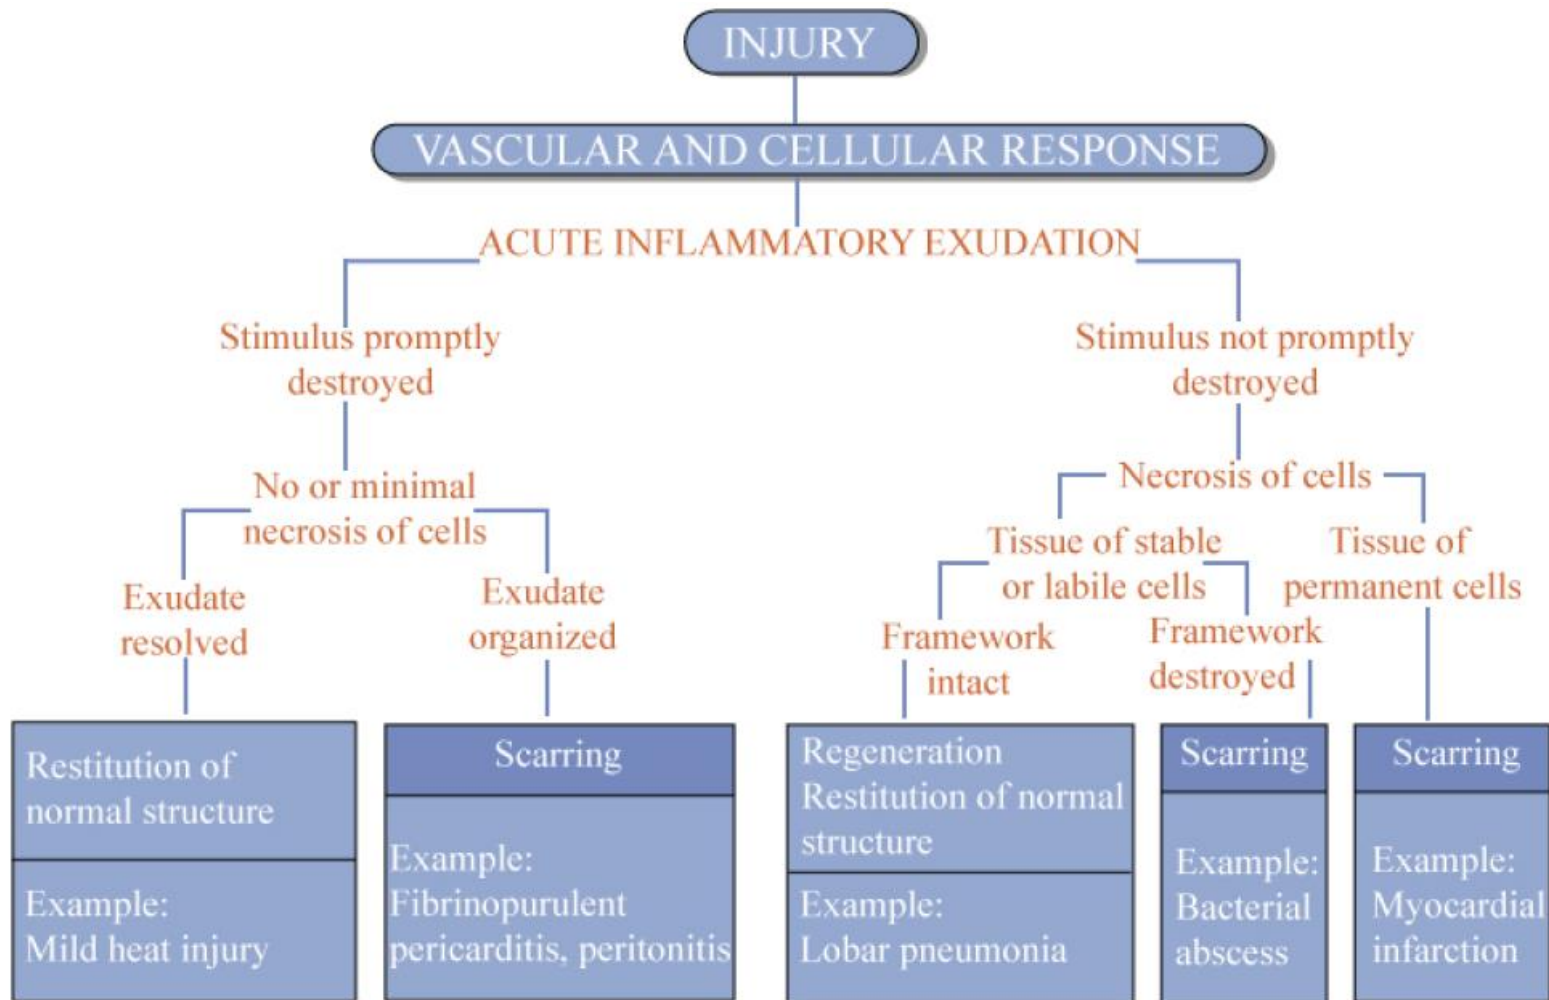 INJURY
VASCULAR AND CELLULAR RESPONSE
ACUTE INFLAMMATORY EXUDATION
Stimulus promptly
destroyed
No or minimal
necrosis of cells
Exudate
resolved
Exudate
organized
Restitution of
normal structure
Example:
Mild heat injury
Scarring
Example:
Fibrinopurulent
pericarditis, peritonitis
Stimulus not promptly
destroyed
Necrosis of cells
Tissue of stable
or labile cells
Tissue of
permanent cells
Framework
intact
Framework
destroyed
Regeneration
Restitution of normal
structure
Example:
Lobar pneumonia
Scarring
Example:
Bacterial
abscess
Scarring
Example:
Myocardial
infarction